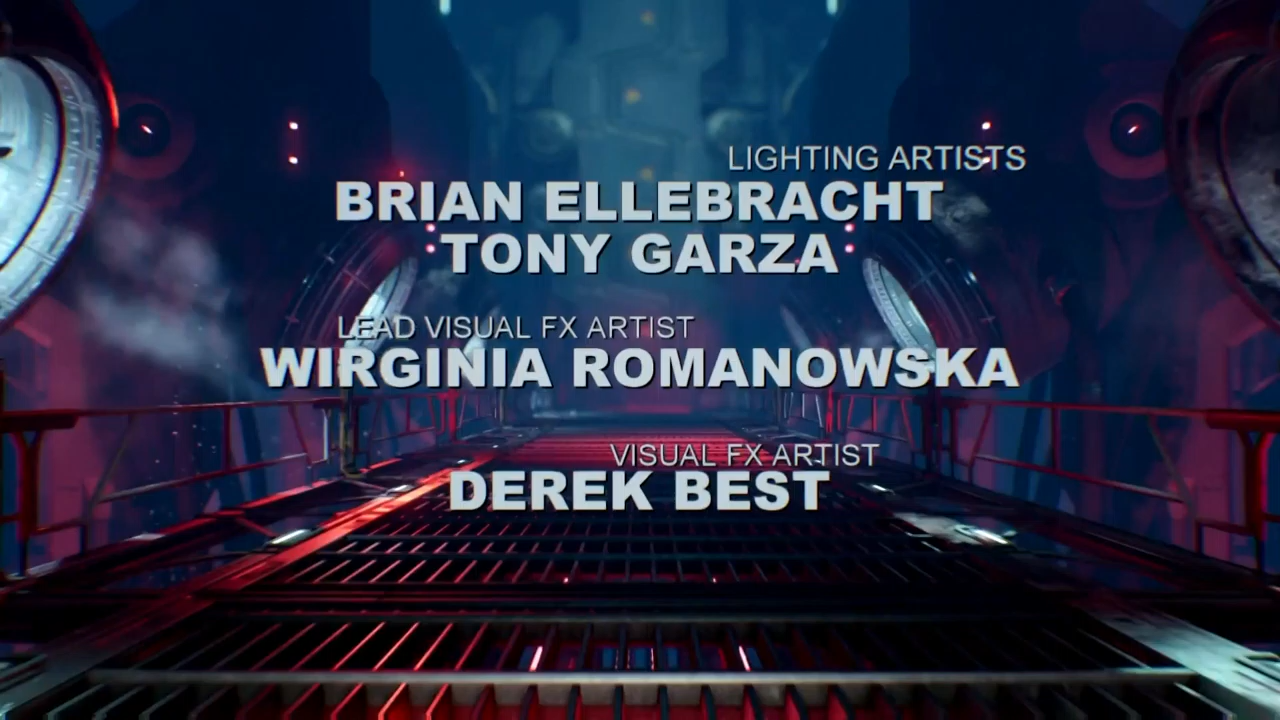 LIGHTING ARTISTS
BRIAN ELLEBRACHT
TONY GARZA
LEAD VISUAL FX ARTIST
WIRGINIA ROMANOWSKA
VISUAL FX ARTIST
DEREK BEST